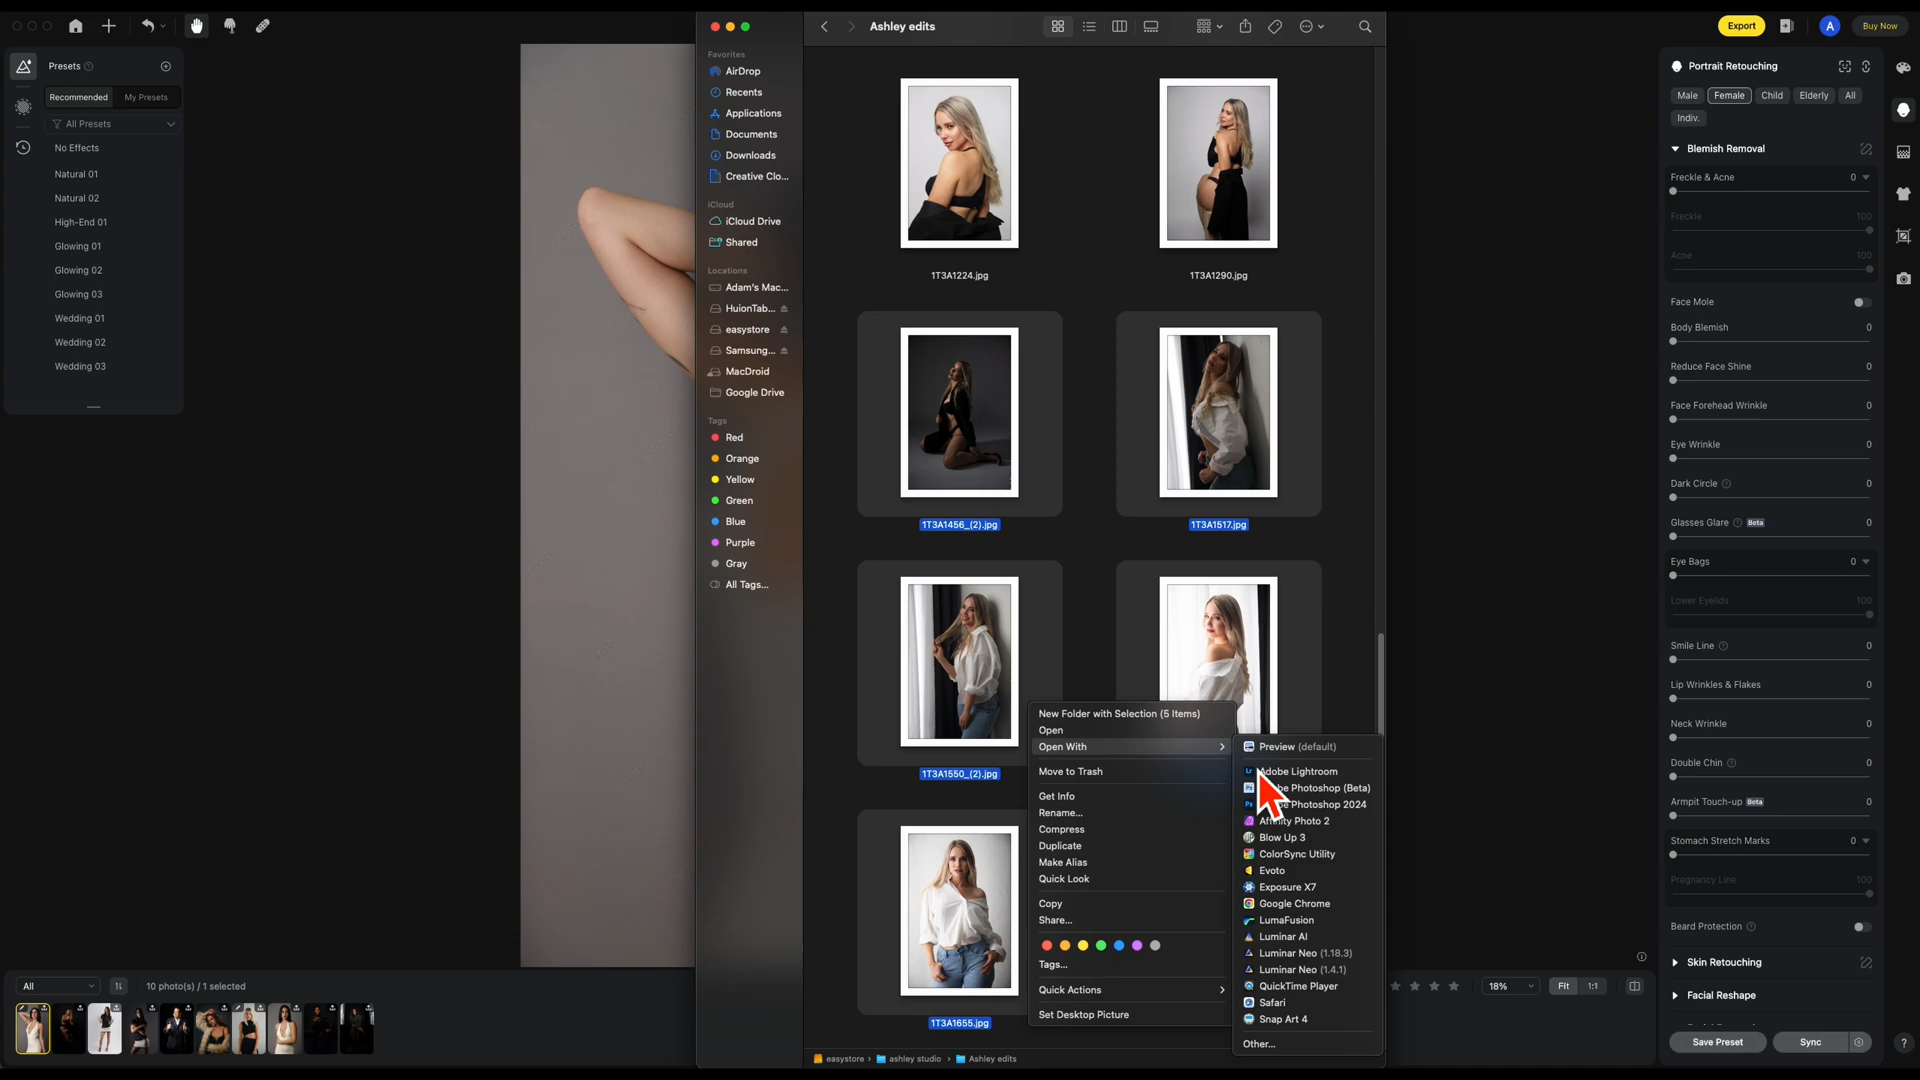 Presets
Recommended
My Presets
All Presets
No Effects
Natural 01
Natural 02
High-End 01
Glowing 01
Glowing 02
Glowing 03
Wedding 01
Wedding 02
Wedding 03
All
10 photo(s) / 1 selected
Favorites
AirDrop
Recents
Applications
Documents
Downloads
Creative Clo...
iCloud
iCloud Drive
Shared
Locations
Adam's Mac...
HuionTab...
easystore
Samsung...
MacDroid
Google Drive
Tags
Red
Orange
Yellow
Green
Blue
Purple
Gray
All Tags...
Ashley edits
1T3A1224.jpg
1T3A1290.jpg
1T3A1456_(2).jpg
1T3A1517.jpg
1T3A1550_(2).jpg
1T3A1655.jpg
easystore › ashley studio › Ashley edits
New Folder with Selection (5 Items)
Open
Open With
Move to Trash
Get Info
Rename...
Compress
Duplicate
Make Alias
Quick Look
Copy
Share...
Tags...
Quick Actions
Set Desktop Picture
Preview (default)
Adobe Lightroom
Photoshop (Beta)
Photoshop 2024
Affinity Photo 2
Blow Up 3
ColorSync Utility
Evoto
Exposure X7
Google Chrome
LumaFusion
Luminar AI
Luminar Neo (1.18.3)
Luminar Neo (1.4.1)
QuickTime Player
Safari
Snap Art 4
Other...
18%
Fit
1:1
Export
A
Buy Now
Portrait Retouching
Male
Female
Child
Elderly
All
Indiv.
Blemish Removal
Freckle & Acne 0
Freckle 100
Acne 100
Face Mole
Body Blemish 0
Reduce Face Shine 0
Face Forehead Wrinkle 0
Eye Wrinkle 0
Dark Circle 0
Glasses Glare Beta 0
Eye Bags 0
Lower Eyelids 100
Smile Line 0
Lip Wrinkles & Flakes 0
Neck Wrinkle 0
Double Chin 0
Armpit Touch-up Beta 0
Stomach Stretch Marks 0
Pregnancy Line 100
Beard Protection
Skin Retouching
Facial Reshape
Save Preset
Sync